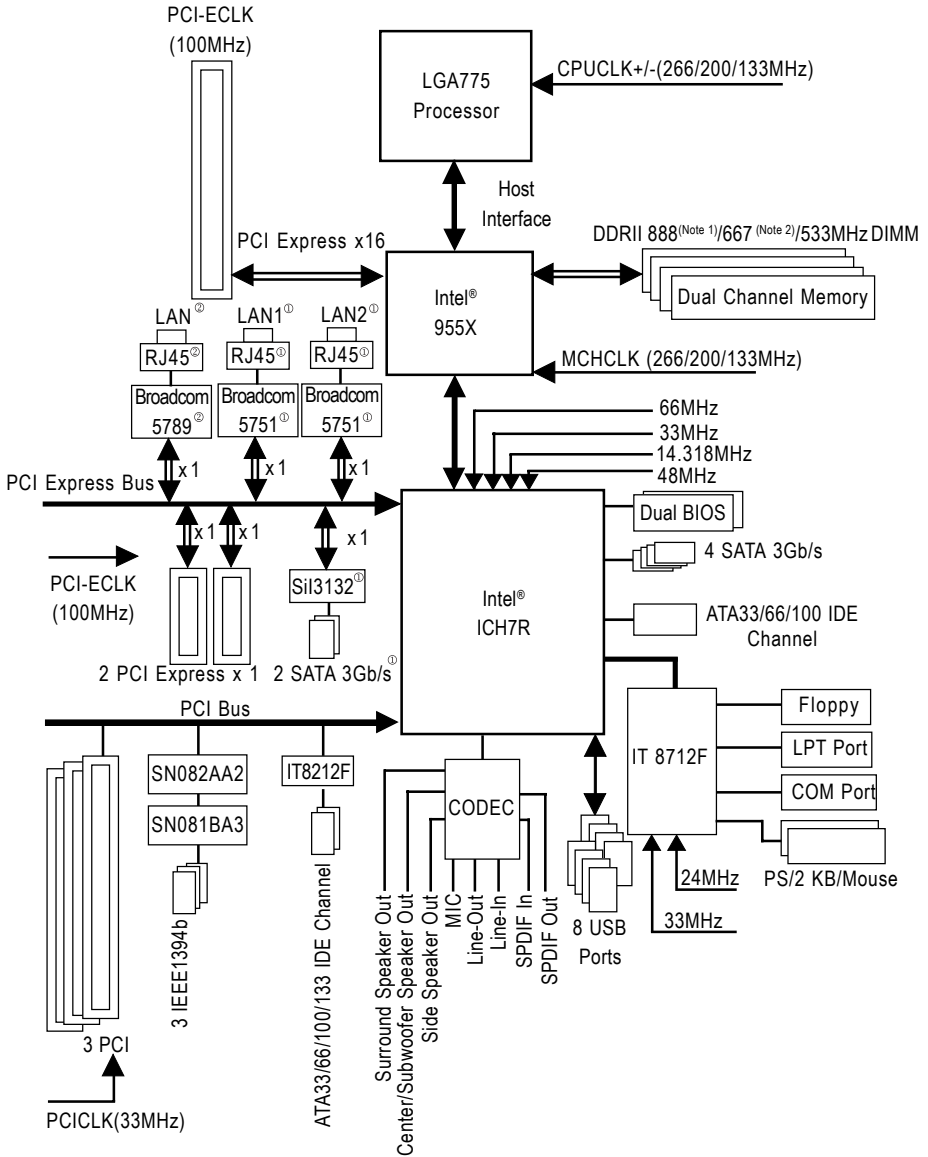 PCI-ECLK
(100MHz)
LGA775
Processor
CPUCLK+/-(266/200/133MHz)
Host
Interface
PCI Express x16
DDRII 888(Note 1)/667 (Note 2)/533MHz DIMM
Dual Channel Memory
Intel®
955X
MCHCLK (266/200/133MHz)
LAN②
LAN1①
LAN2①
RJ45②
RJ45①
RJ45①
Broadcom
5789②
Broadcom
5751①
Broadcom
5751①
x 1
x 1
x 1
66MHz
33MHz
14.318MHz
48MHz
PCI Express Bus
x 1
x 1
x 1
PCI-ECLK
(100MHz)
SiI3132①
2 PCI Express x 1
2 SATA 3Gb/s①
Intel®
ICH7R
Dual BIOS
4 SATA 3Gb/s
ATA33/66/100 IDE
Channel
PCI Bus
SN082AA2
SN081BA3
3 IEEE1394b
IT8212F
ATA33/66/100/133 IDE Channel
3 PCI
PCICLK(33MHz)
CODEC
Surround Speaker Out
Center/Subwoofer Speaker Out
Side Speaker Out
MIC
Line-Out
Line-In
SPDIF In
SPDIF Out
8 USB
Ports
IT 8712F
Floppy
LPT Port
COM Port
PS/2 KB/Mouse
24MHz
33MHz